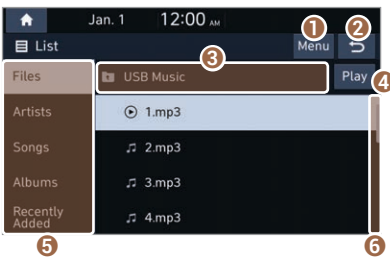 Jan. 1 12:00 AM
1 2
List Menu
3
Files USB Music Play
4
Artists 1.mp3
Songs 2.mp3
Albums 3.mp3
Recently
Added 4.mp3
5 6